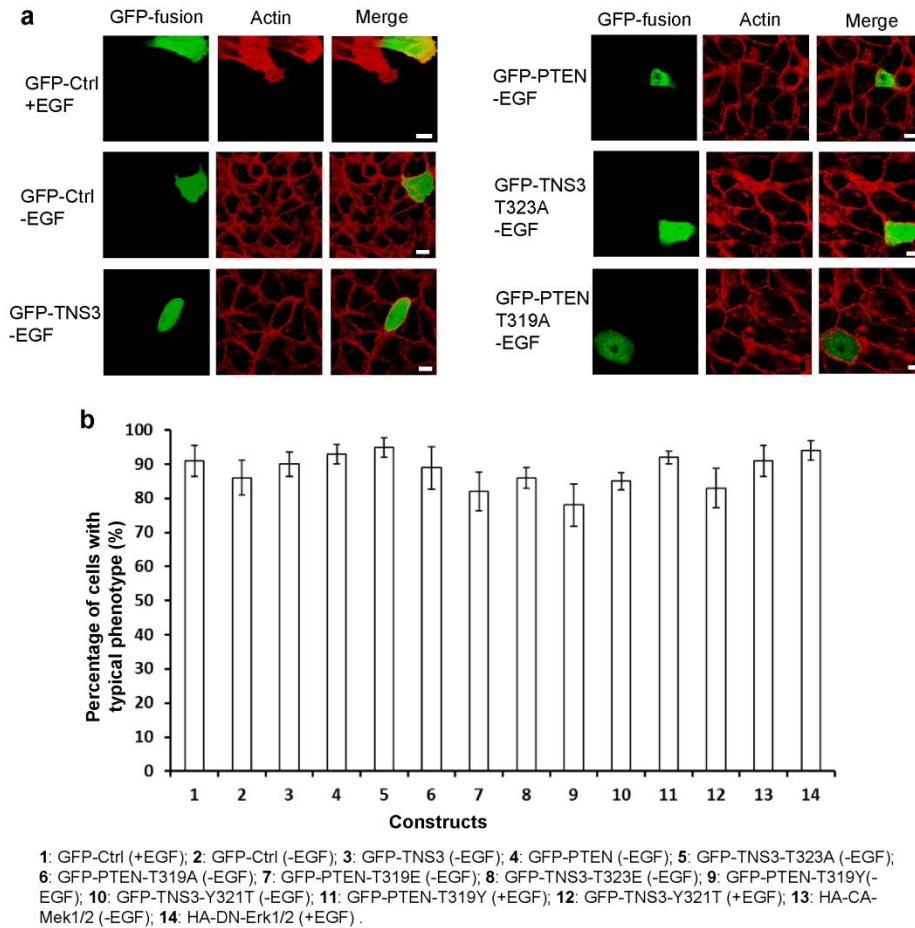 a
GFP-fusion Actin Merge
GFP-Ctrl
+EGF
GFP-Ctrl
-EGF
GFP-TNS3
-EGF
GFP-fusion Actin Merge
GFP-PTEN
-EGF
GFP-TNS3
T323A
-EGF
GFP-PTEN
T319A
-EGF
b
Percentage of cells with
typical phenotype (%)
100
90
80
70
60
50
40
30
20
10
0
1 2 3 4 5 6 7 8 9 10 11 12 13 14
Constructs
1: GFP-Ctrl (+EGF); 2: GFP-Ctrl (-EGF); 3: GFP-TNS3 (-EGF); 4: GFP-PTEN (-EGF); 5: GFP-TNS3-T323A (-EGF);
6: GFP-PTEN-T319A (-EGF); 7: GFP-PTEN-T319E (-EGF); 8: GFP-TNS3-T323E (-EGF); 9: GFP-PTEN-T319Y(-
EGF); 10: GFP-TNS3-Y321T (-EGF); 11: GFP-PTEN-T319Y (+EGF); 12: GFP-TNS3-Y321T (+EGF); 13: HA-CA-
Mek1/2 (-EGF); 14: HA-DN-Erk1/2 (+EGF) .